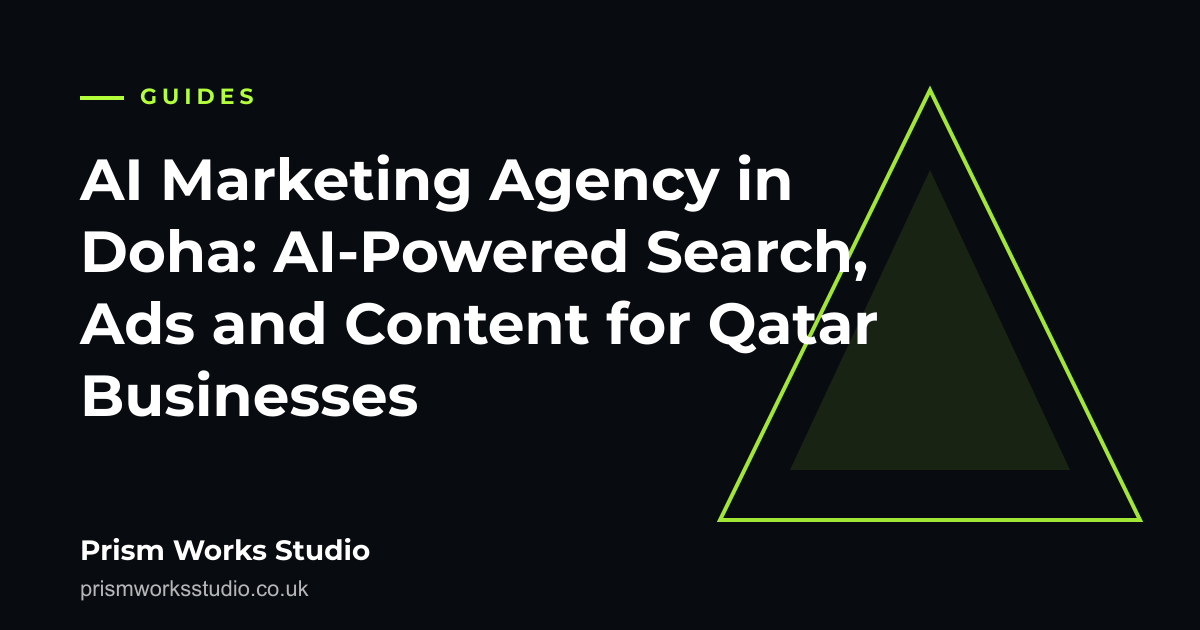 GUIDES
AI Marketing Agency in
Doha: AI-Powered Search,
Ads and Content for Qatar
Businesses
Prism Works Studio
prismworksstudio.co.uk